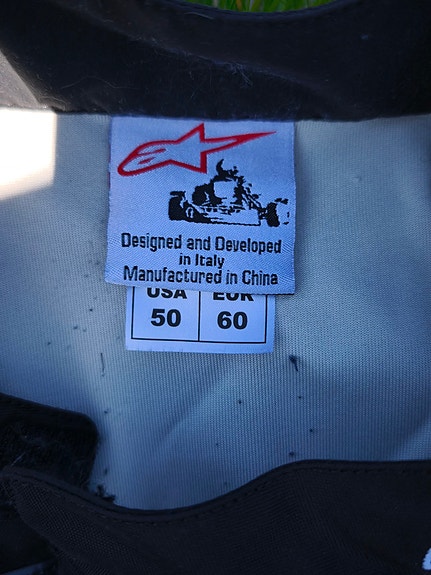 Designed and Developed
in Italy
Manufactured in China
USA EUR
50 60